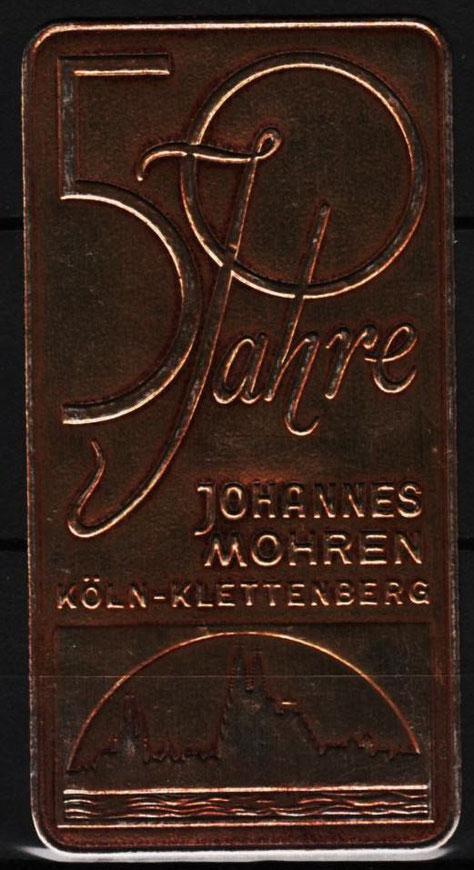 50
Jahre
JOHANNES
MOHREN
KÖLN-KLETTENBERG